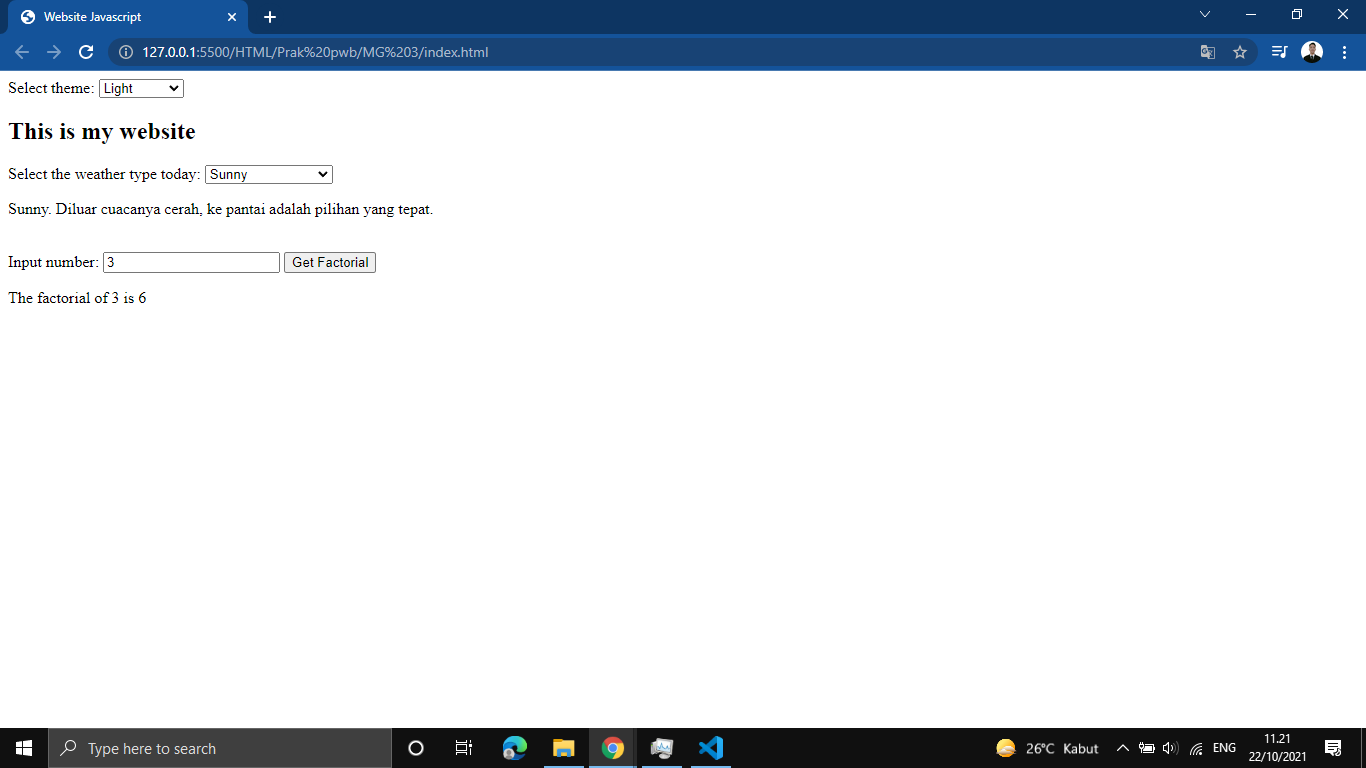 Website Javascript
127.0.0.1:5500/HTML/Prak%20pwb/MG%203/index.html
Select theme: Light
This is my website
Select the weather type today: Sunny
Sunny. Diluar cuacanya cerah, ke pantai adalah pilihan yang tepat.
Input number: 3 Get Factorial
The factorial of 3 is 6
Type here to search
26°C Kabut
ENG
11.21
22/10/2021